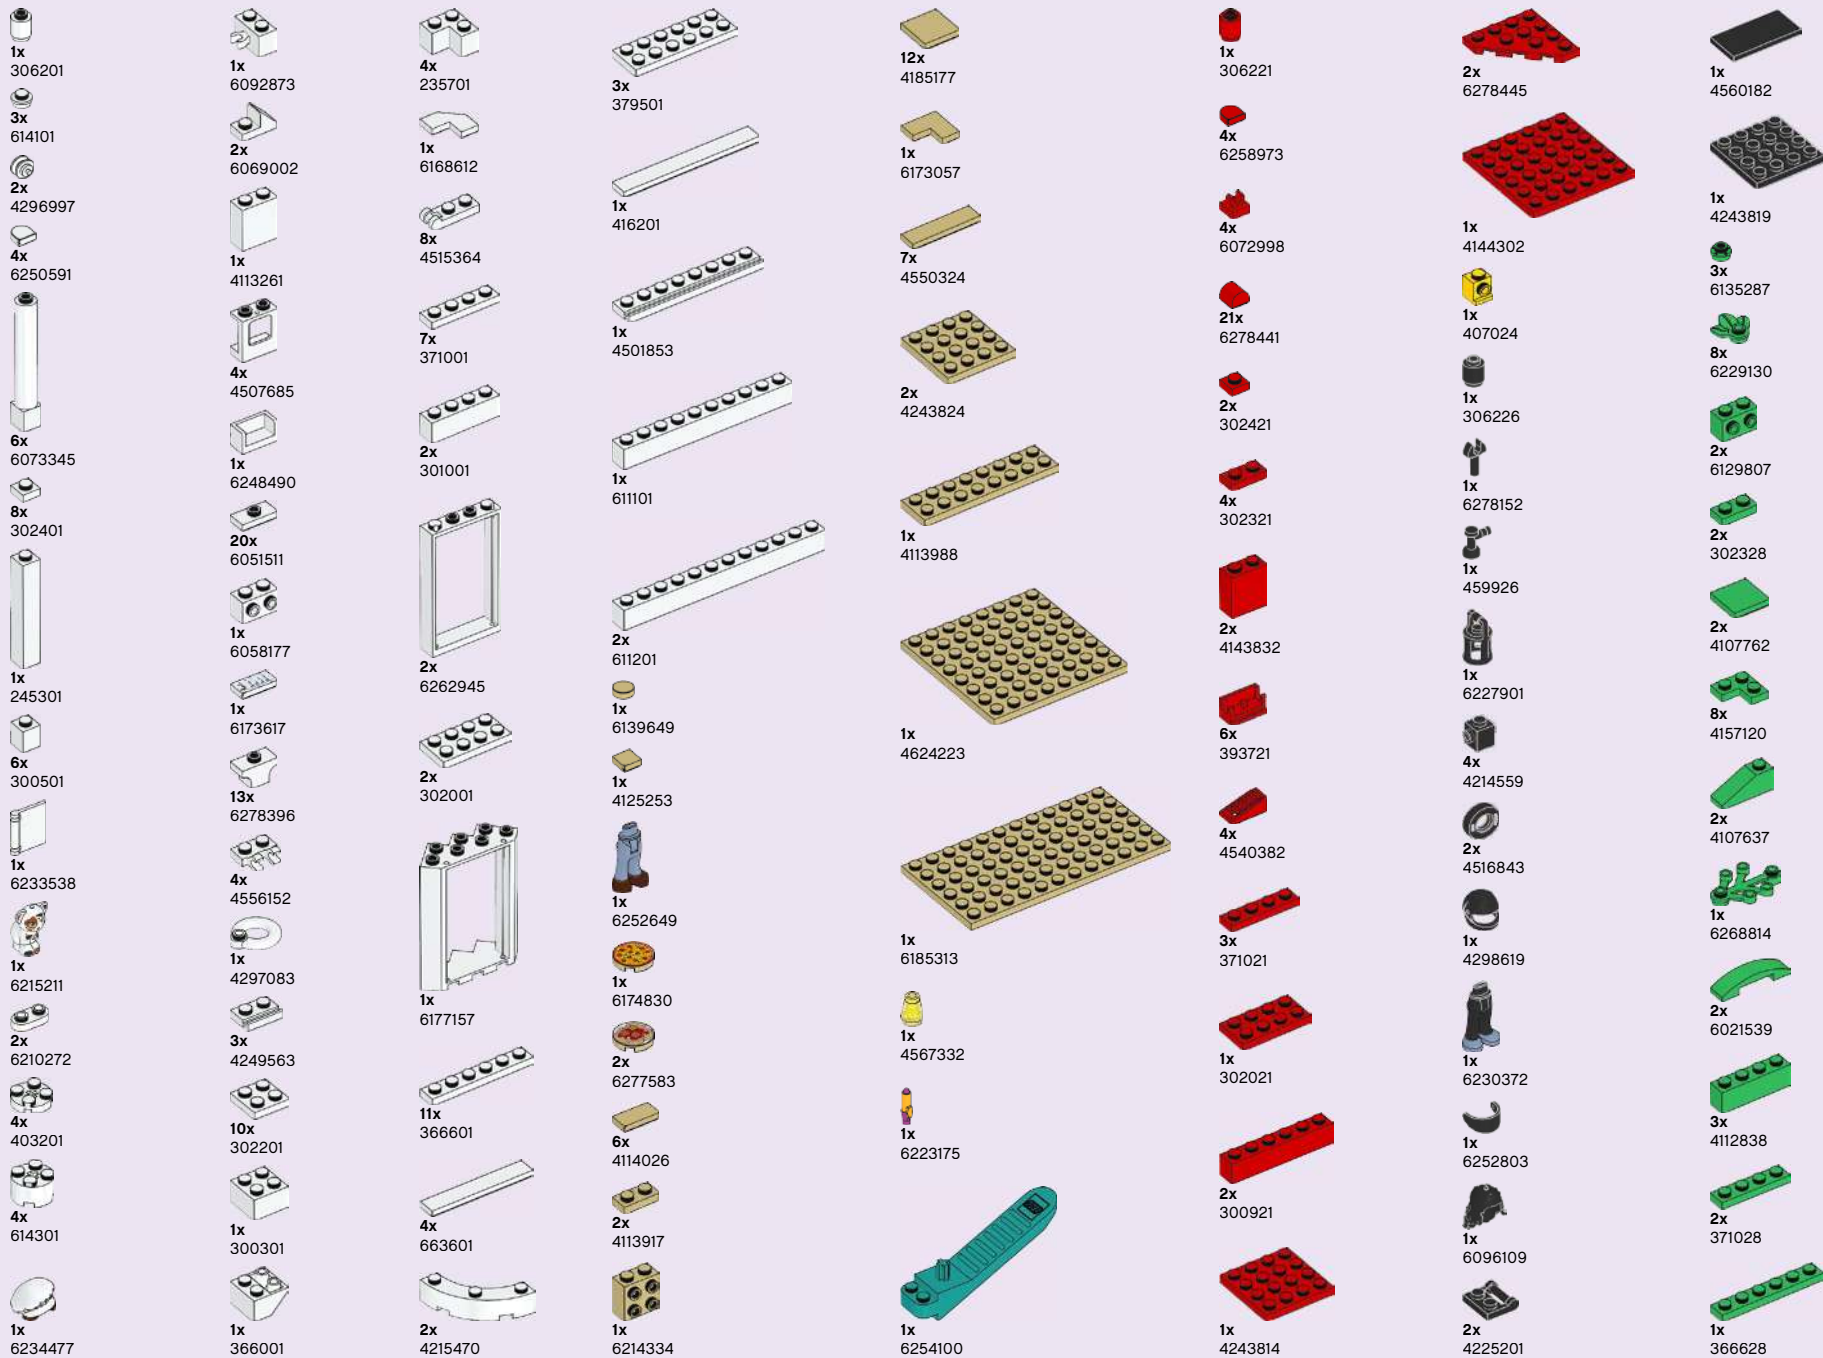 1x
306201
3x
614101
2x
4296997
4x
6250591
6x
6073345
8x
302401
1x
245301
6x
300501
1x
6233538
1x
6215211
2x
6210272
4x
403201
4x
614301
1x
6234477
1x
6092873
2x
6069002
1x
4113261
4x
4507685
1x
6248490
20x
6051511
1x
6058177
1x
6173617
13x
6278396
4x
4556152
1x
4297083
3x
4249563
10x
302201
1x
300301
1x
366001
4x
235701
1x
6168612
8x
4515364
7x
371001
2x
301001
2x
6262945
2x
302001
1x
6177157
11x
366601
4x
663601
2x
4215470
3x
379501
1x
416201
1x
4501853
1x
611101
2x
611201
1x
6139649
1x
4125253
1x
6252649
1x
6174830
2x
6277583
6x
4114026
2x
4113917
1x
6214334
12x
4185177
1x
6173057
7x
4550324
2x
4243824
1x
4113988
1x
4624223
1x
6185313
1x
4567332
1x
6223175
1x
6254100
1x
306221
4x
6258973
4x
6072998
21x
6278441
2x
302421
4x
302321
2x
4143832
6x
393721
4x
4540382
3x
371021
1x
302021
2x
300921
1x
4243814
2x
6278445
1x
4144302
1x
407024
1x
306226
1x
6278152
1x
459926
1x
6227901
4x
4214559
2x
4516843
1x
4298619
1x
6230372
1x
6252803
1x
6096109
2x
4225201
1x
4560182
1x
4243819
3x
6135287
8x
6229130
2x
6129807
2x
302328
2x
4107762
8x
4157120
2x
4107637
1x
6268814
2x
6021539
3x
4112838
2x
371028
1x
366628